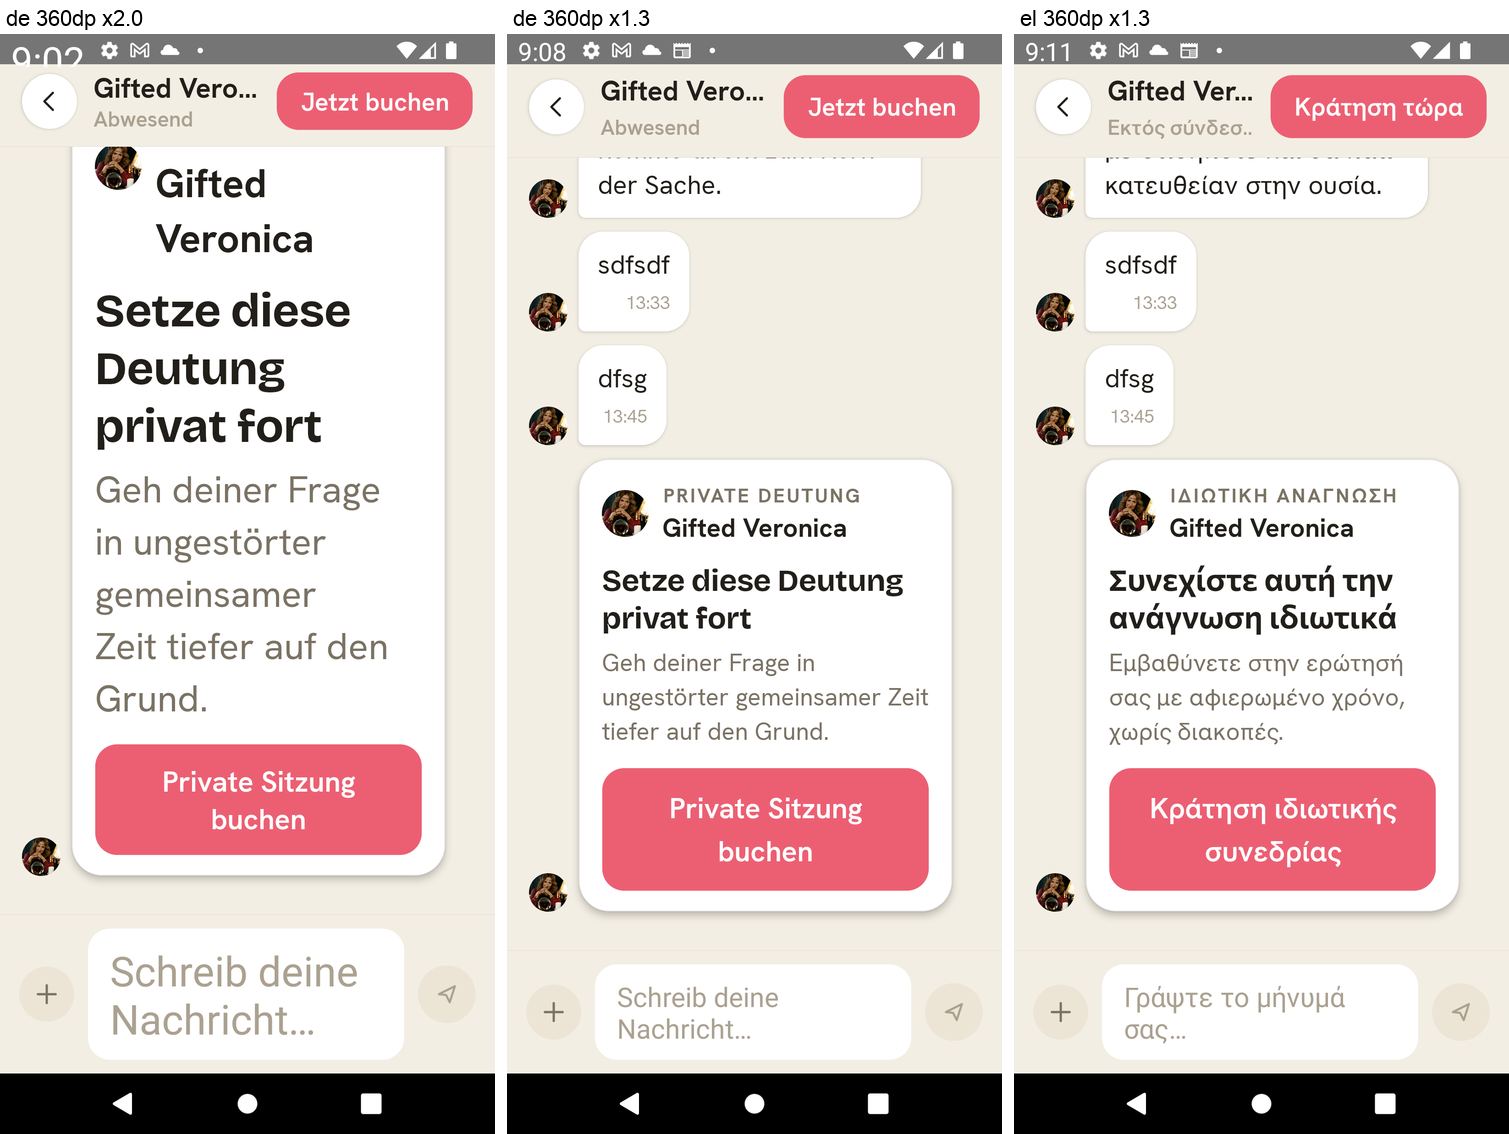 de 360dp x2.0
9:02
Gifted Vero...
Abwesend
Jetzt buchen
Gifted
Veronica
Setze diese
Deutung
privat fort
Geh deiner Frage
in ungestörter
gemeinsamer
Zeit tiefer auf den
Grund.
Private Sitzung
buchen
Schreib deine
Nachricht...
de 360dp x1.3
9:08
Gifted Vero...
Abwesend
Jetzt buchen
der Sache.
sdfsdf
13:33
dfsg
13:45
PRIVATE DEUTUNG
Gifted Veronica
Setze diese Deutung
privat fort
Geh deiner Frage in
ungestörter gemeinsamer Zeit
tiefer auf den Grund.
Private Sitzung
buchen
Schreib deine
Nachricht...
el 360dp x1.3
9:11
Gifted Ver...
Εκτός σύνδεσ..
Κράτηση τώρα
κατευθείαν στην ουσία.
sdfsdf
13:33
dfsg
13:45
ΙΔΙΩΤΙΚΗ ΑΝΑΓΝΩΣΗ
Gifted Veronica
Συνεχίστε αυτή την
ανάγνωση ιδιωτικά
Εμβαθύνετε στην ερώτησή
σας με αφιερωμένο χρόνο,
χωρίς διακοπές.
Κράτηση ιδιωτικής
συνεδρίας
Γράψτε το μήνυμά
σας...